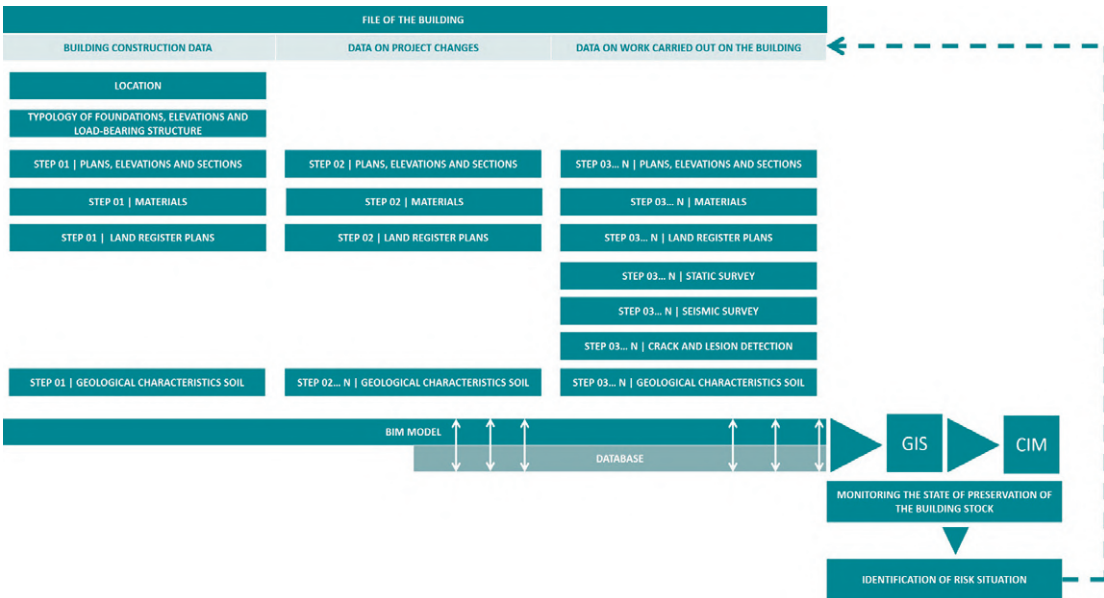 FILE OF THE BUILDING
BUILDING CONSTRUCTION DATA
DATA ON PROJECT CHANGES
DATA ON WORK CARRIED OUT ON THE BUILDING
LOCATION
TYPOLOGY OF FOUNDATIONS, ELEVATIONS AND
LOAD-BEARING STRUCTURE
STEP 01 | PLANS, ELEVATIONS AND SECTIONS
STEP 02 | PLANS, ELEVATIONS AND SECTIONS
STEP 03... N | PLANS, ELEVATIONS AND SECTIONS
STEP 01 | MATERIALS
STEP 02 | MATERIALS
STEP 03... N | MATERIALS
STEP 01 | LAND REGISTER PLANS
STEP 02 | LAND REGISTER PLANS
STEP 03... N | LAND REGISTER PLANS
STEP 03... N | STATIC SURVEY
STEP 03... N | SEISMIC SURVEY
STEP 03... N | CRACK AND LESION DETECTION
STEP 01 | GEOLOGICAL CHARACTERISTICS SOIL
STEP 02... N | GEOLOGICAL CHARACTERISTICS SOIL
STEP 03... N | GEOLOGICAL CHARACTERISTICS SOIL
BIM MODEL
DATABASE
GIS
CIM
MONITORING THE STATE OF PRESERVATION OF
THE BUILDING STOCK
IDENTIFICATION OF RISK SITUATION